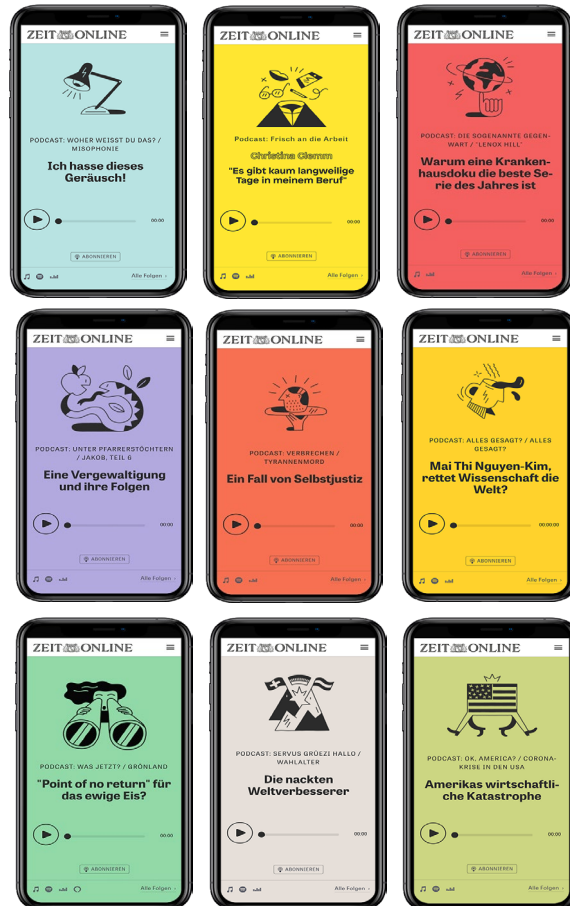 ZEIT ONLINE
PODCAST: WOHER WEISST DU DAS? /
MISOPHONIE
Ich hasse dieses
Geräusch!
00:00
ABONNIEREN
Alle Folgen ›
ZEIT ONLINE
Podcast: Frisch an die Arbeit
Christina Clemm
"Es gibt kaum langweilige
Tage in meinem Beruf"
00:00
ABONNIEREN
Alle Folgen ›
ZEIT ONLINE
PODCAST: DIE SOGENANNTE GEGEN-
WART / 'LENOX HILL'
Warum eine Kranken-
hausdoku die beste Se-
rie des Jahres ist
00:00
ABONNIEREN
Alle Folgen ›
ZEIT ONLINE
PODCAST: UNTER PFARRERSTÖCHTERN
/ JAKOB, TEIL 6
Eine Vergewaltigung
und ihre Folgen
00:00
ABONNIEREN
Alle Folgen ›
ZEIT ONLINE
PODCAST: VERBRECHEN /
TYRANNENMORD
Ein Fall von Selbstjustiz
00:00
ABONNIEREN
Alle Folgen ›
ZEIT ONLINE
PODCAST: ALLES GESAGT? / ALLES
GESAGT?
Mai Thi Nguyen-Kim,
rettet Wissenschaft die
Welt?
00:00:00
ABONNIEREN
Alle Folgen ›
ZEIT ONLINE
PODCAST: WAS JETZT? / GRÖNLAND
"Point of no return" für
das ewige Eis?
00:00
ABONNIEREN
Alle Folgen ›
ZEIT ONLINE
PODCAST: SERVUS GRÜEZI HALLO /
WAHLALTER
Die nackten
Weltverbesserer
00:00
ABONNIEREN
Alle Folgen ›
ZEIT ONLINE
PODCAST: OK, AMERICA? / CORONA-
KRISE IN DEN USA
Amerikas wirtschaftli-
che Katastrophe
00:00
ABONNIEREN
Alle Folgen ›